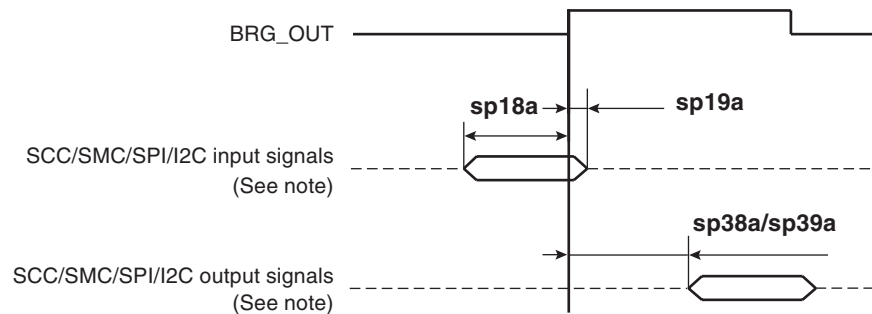 BRG_OUT
sp18a
sp19a
SCC/SMC/SPI/I2C input signals
(See note)
sp38a/sp39a
SCC/SMC/SPI/I2C output signals
(See note)